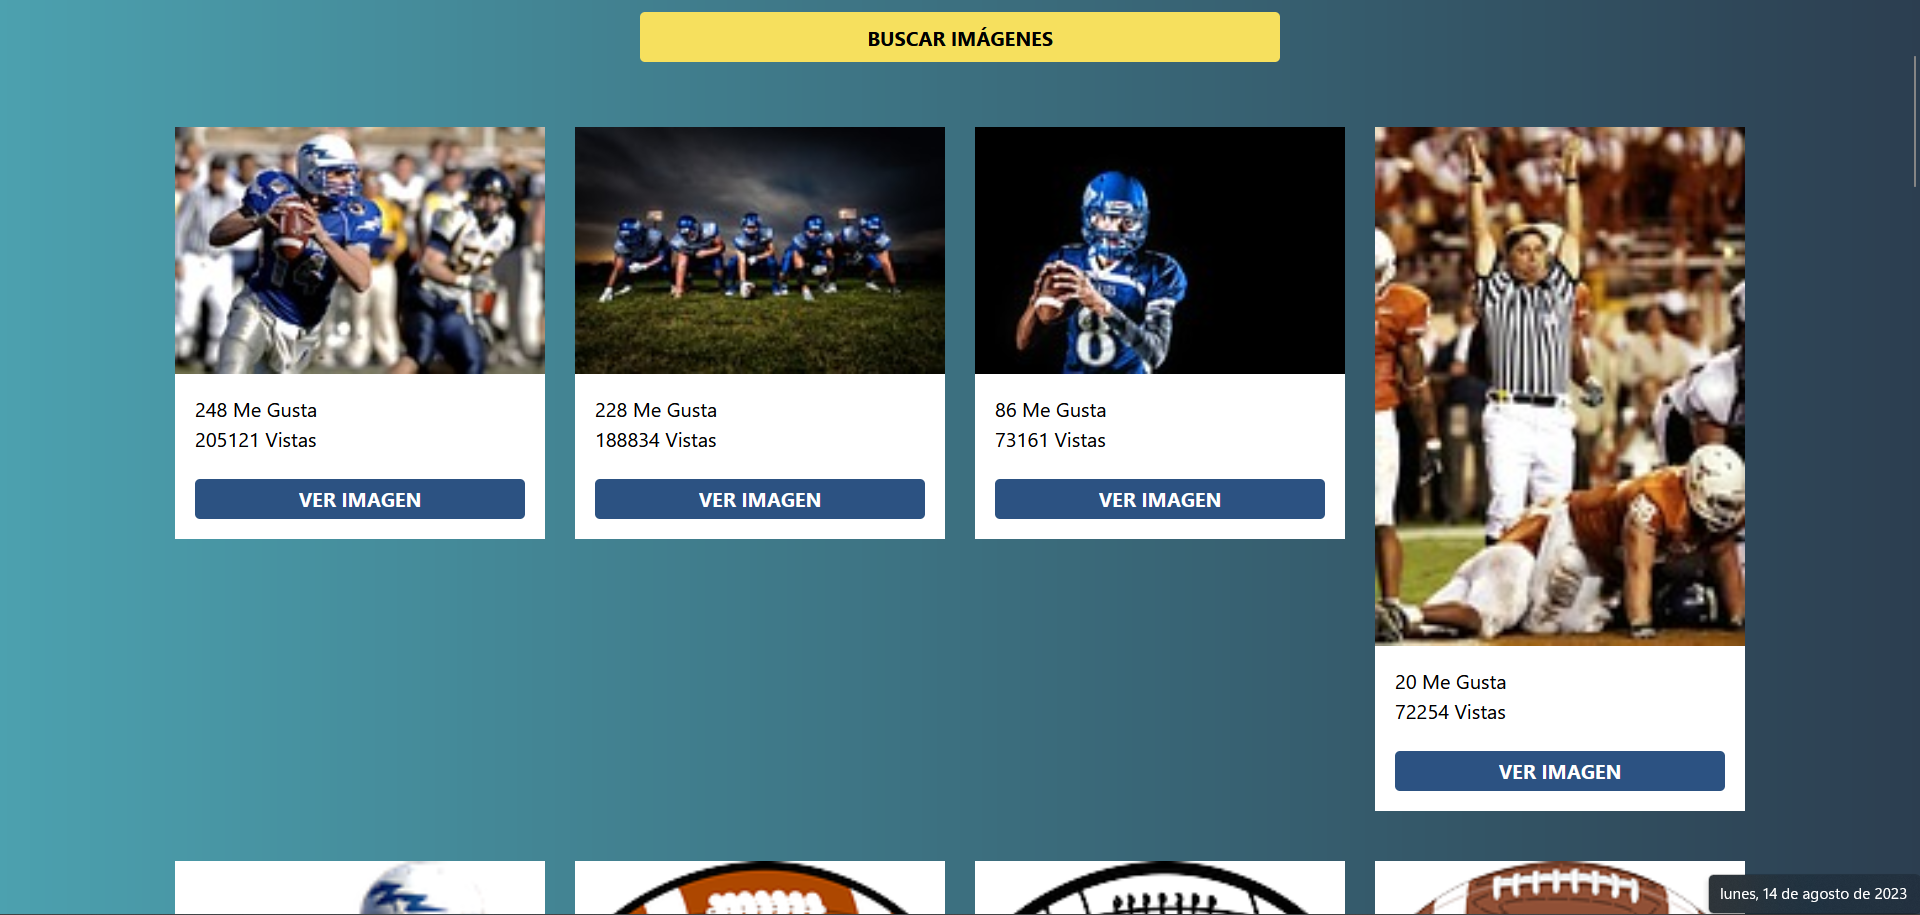 BUSCAR IMÁGENES
248 Me Gusta
205121 Vistas
VER IMAGEN
228 Me Gusta
188834 Vistas
VER IMAGEN
86 Me Gusta
73161 Vistas
VER IMAGEN
8
20 Me Gusta
72254 Vistas
VER IMAGEN
lunes, 14 de agosto de 2023